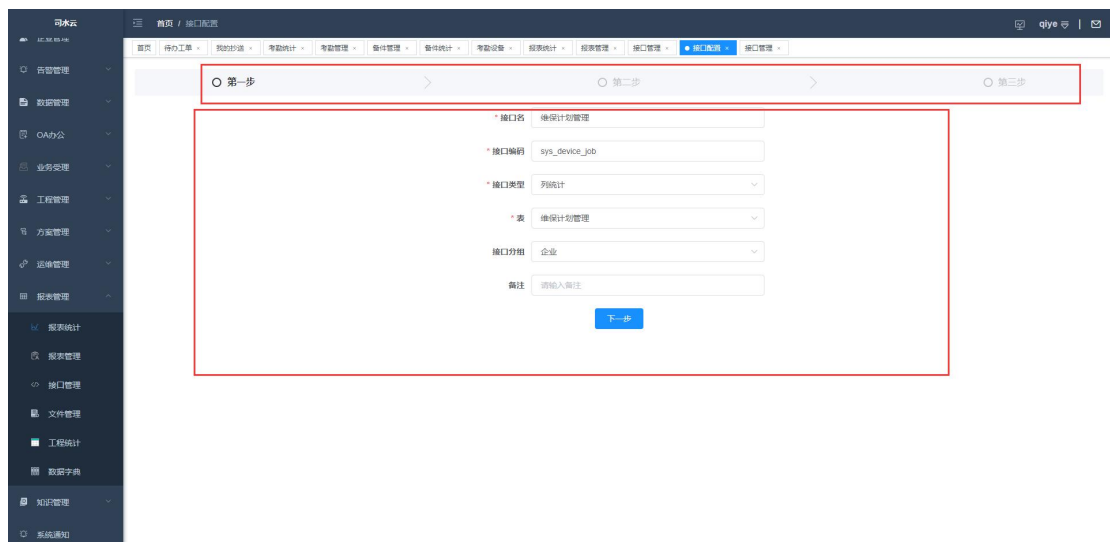 司水云
首页 / 接口配置
qiye
企业管理
首页 待办工单 × 我的抄送 × 考勤统计 × 考勤管理 × 备件管理 × 备件统计 × 考勤设备 × 报表统计 × 报表管理 × 接口管理 × 接口配置 × 接口管理 ×
告警管理
第一步 第二步 第三步
数据管理
* 接口名 维保计划管理
OA办公
* 接口编码 sys_device_job
业务受理
* 接口类型 列统计
工程管理
* 表 维保计划管理
方案管理
接口分组 企业
运维管理
备注 请输入备注
报表管理
下一步
报表统计
报表管理
接口管理
文件管理
工程统计
数据字典
知识管理
系统通知